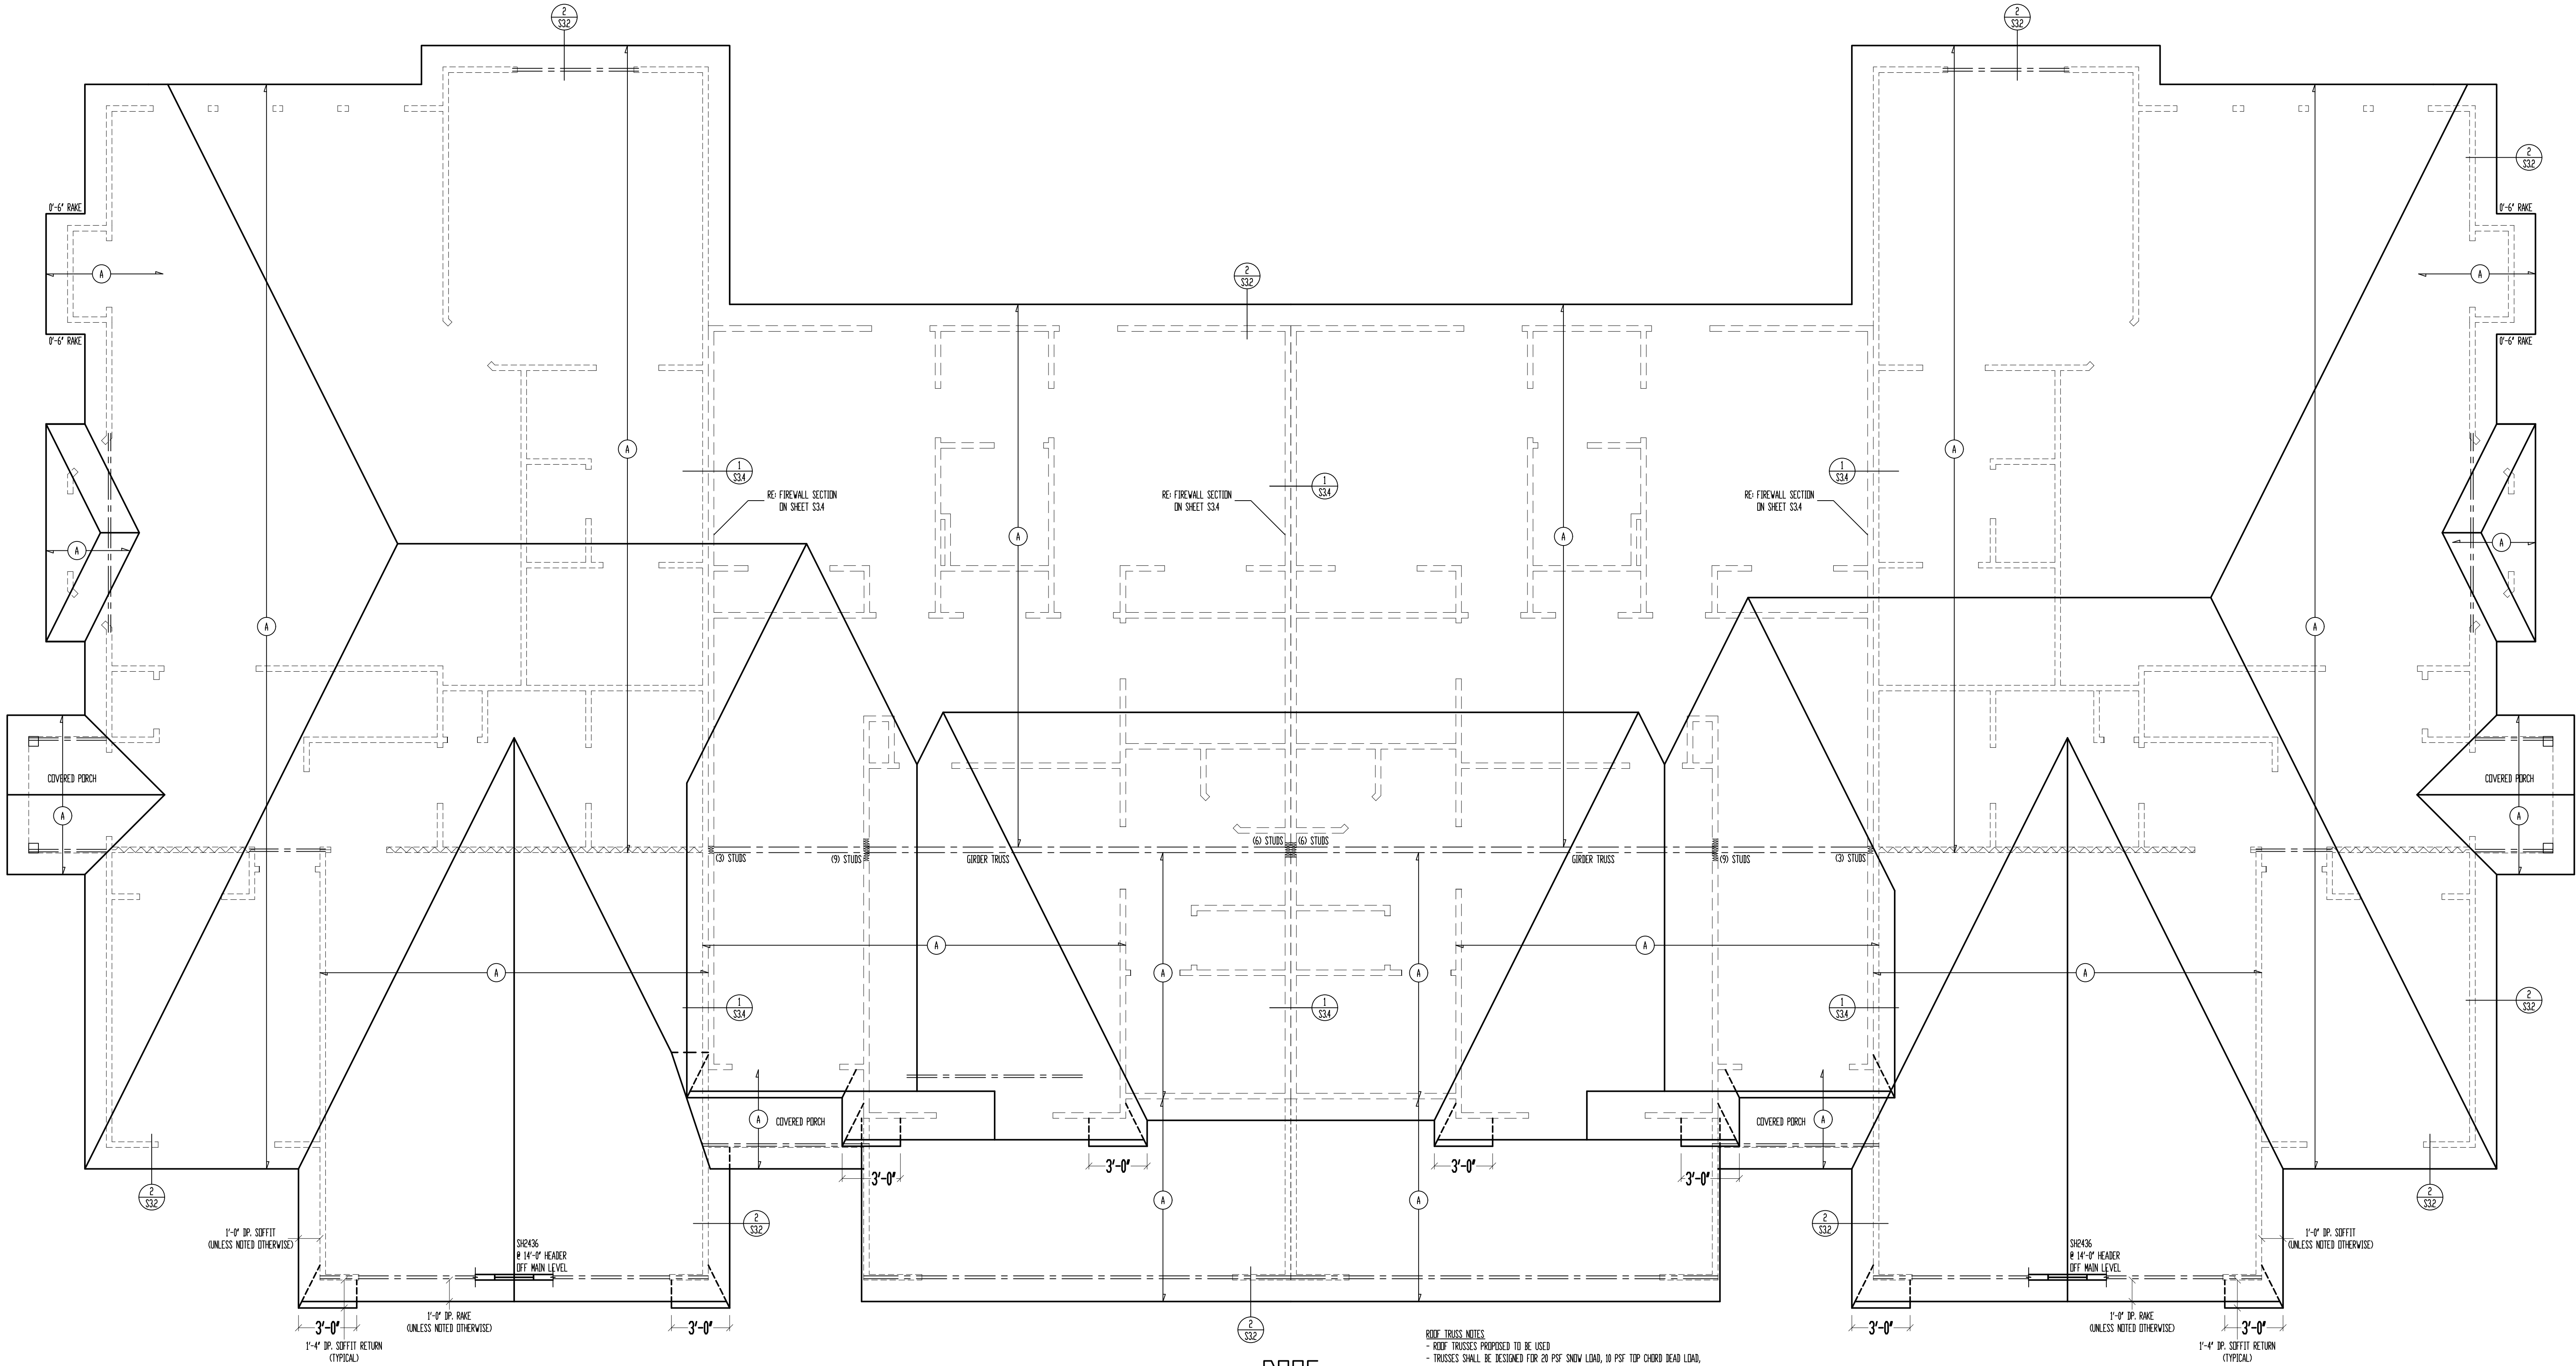 2
S3.2
2
S3.2
2
S3.2
0'-6" RAKE
0'-6" RAKE
A
A
2
S3.2
0'-6" RAKE
0'-6" RAKE
A
A
1
S3.4
1
S3.4
1
S3.4
RE: FIREWALL SECTION
ON SHEET S3.4
RE: FIREWALL SECTION
ON SHEET S3.4
RE: FIREWALL SECTION
ON SHEET S3.4
A
A
A
A
A
A
COVERED PORCH
A
COVERED PORCH
A
(3) STUDS
(9) STUDS
GIRDER TRUSS
(6) STUDS
(6) STUDS
GIRDER TRUSS
(9) STUDS
(3) STUDS
A
A
A
A
A
A
1
S3.4
1
S3.4
1
S3.4
2
S3.2
A
COVERED PORCH
COVERED PORCH
A
3'-0"
3'-0"
3'-0"
3'-0"
2
S3.2
A
A
2
S3.2
2
S3.2
2
S3.2
1'-0" DP. SOFFIT
(UNLESS NOTED OTHERWISE)
SH2436
@ 14'-0" HEADER
OFF MAIN LEVEL
SH2436
@ 14'-0" HEADER
OFF MAIN LEVEL
1'-0" DP. SOFFIT
(UNLESS NOTED OTHERWISE)
3'-0"
1'-0" DP. RAKE
(UNLESS NOTED OTHERWISE)
3'-0"
1'-4" DP. SOFFIT RETURN
(TYPICAL)
2
S3.2
3'-0"
1'-0" DP. RAKE
(UNLESS NOTED OTHERWISE)
3'-0"
1'-4" DP. SOFFIT RETURN
(TYPICAL)
ROOF TRUSS NOTES
- ROOF TRUSSES PROPOSED TO BE USED
- TRUSSES SHALL BE DESIGNED FOR 20 PSF SNOW LOAD, 10 PSF TOP CHORD DEAD LOAD,